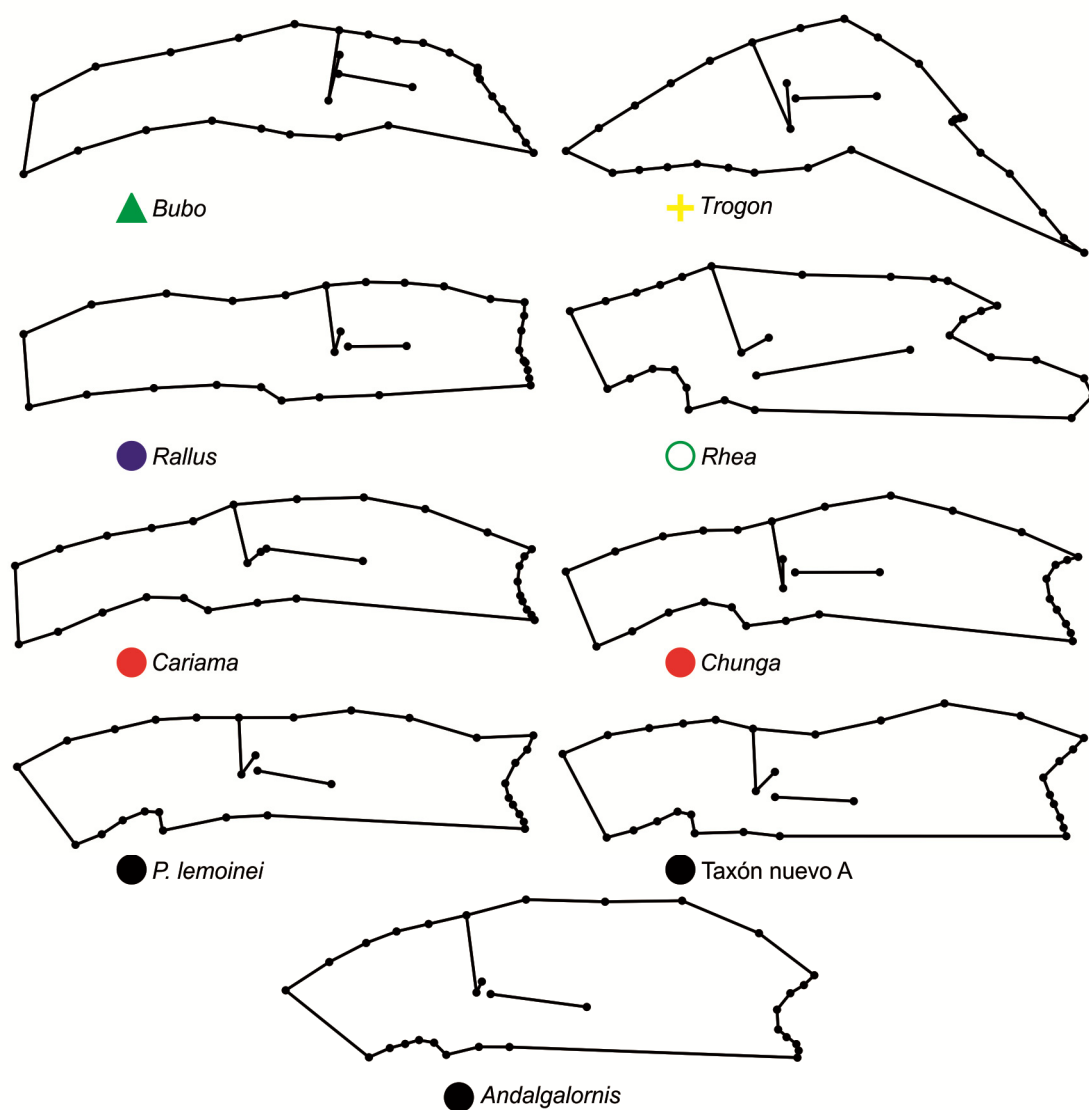 Bubo
Trogon
Rallus
Rhea
Cariama
Chunga
P. lemoinei
Taxón nuevo A
Andalgalornis